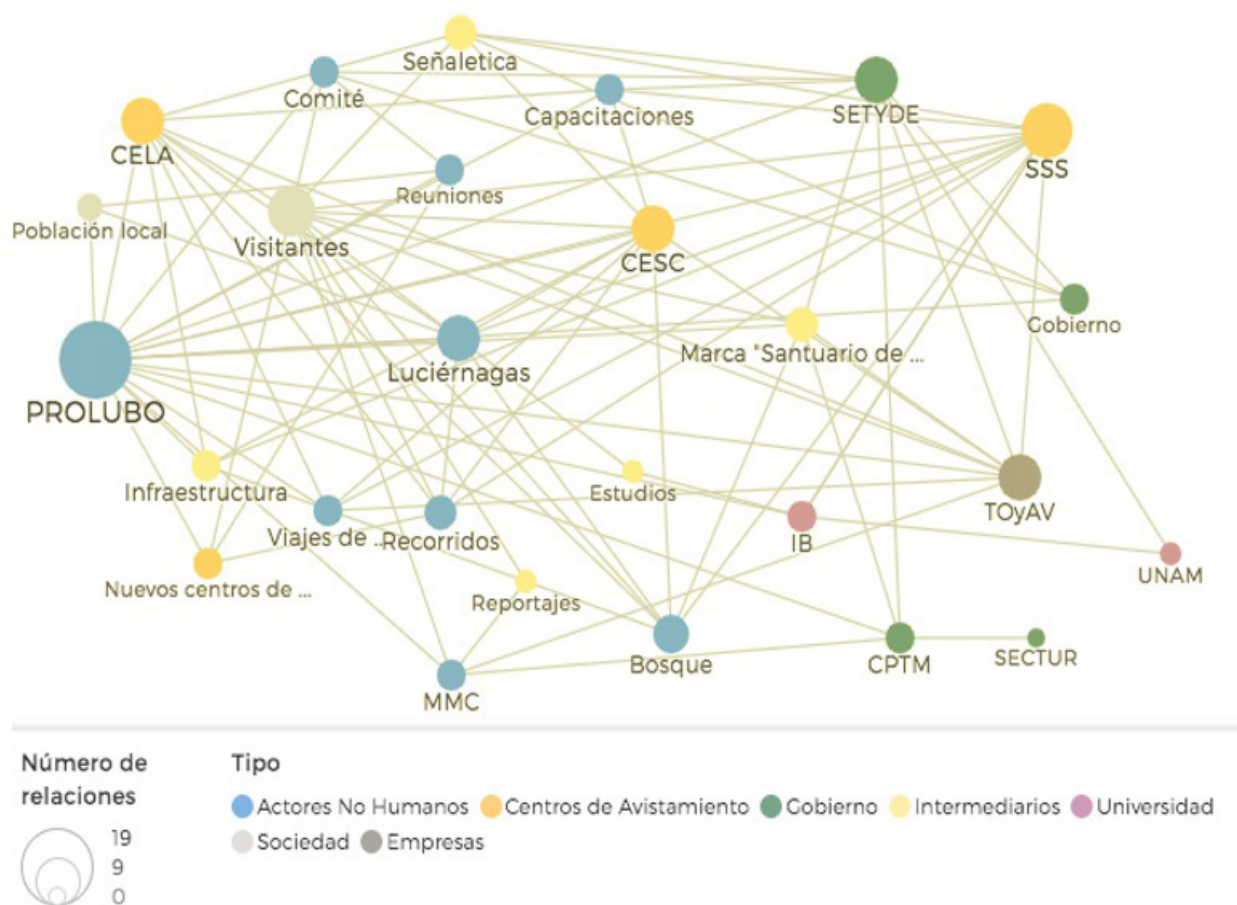 Señaletica
Comité
Capacitaciones
SETYDE
CELA
SSS
Reuniones
Población local
Visitantes
CESC
Gobierno
Luciérnagas
Marca "Santuario de ...
PROLUBO
Infraestructura
Estudios
Viajes de ...
Recorridos
IB
TOyAV
Nuevos centros de ...
Reportajes
UNAM
Bosque
CPTM
SECTUR
MMC
Número de
relaciones
19
9
0
Tipo
Actores No Humanos Centros de Avistamiento Gobierno Intermediarios Universidad
Sociedad Empresas